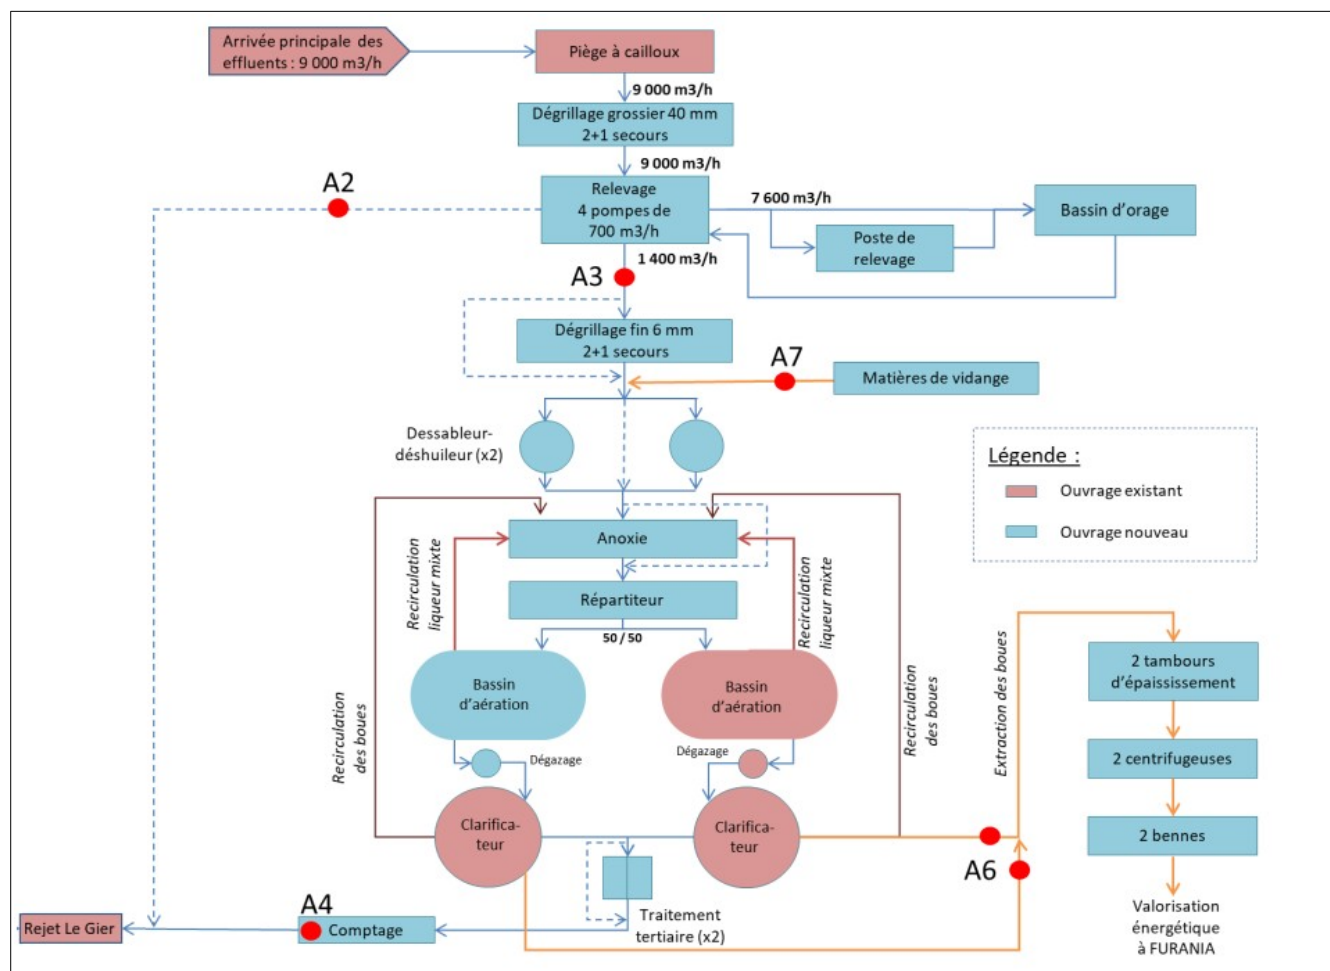 Arrivée principale des
effluents : 9 000 m3/h
Piège à cailloux
9 000 m3/h
Dégrillage grossier 40 mm
2+1 secours
9 000 m3/h
A2
Relevage
4 pompes de
700 m3/h
7 600 m3/h
Bassin d'orage
Poste de
relevage
1 400 m3/h
A3
Dégrillage fin 6 mm
2+1 secours
A7
Matières de vidange
Dessableur-
déshuileur (x2)
Légende :
Ouvrage existant
Ouvrage nouveau
Anoxie
Recirculation
liqueur mixte
Répartiteur
50 / 50
Recirculation
liqueur mixte
Bassin
d'aération
Bassin
d'aération
Recirculation
des boues
Recirculation
des boues
Extraction des boues
2 tambours
d'épaississement
Dégazage
Dégazage
2 centrifugeuses
Clarifica-
teur
Clarifica-
teur
2 bennes
A6
A4
Rejet Le Gier
Comptage
Traitement
tertiaire (x2)
Valorisation
énergétique
à FURANIA